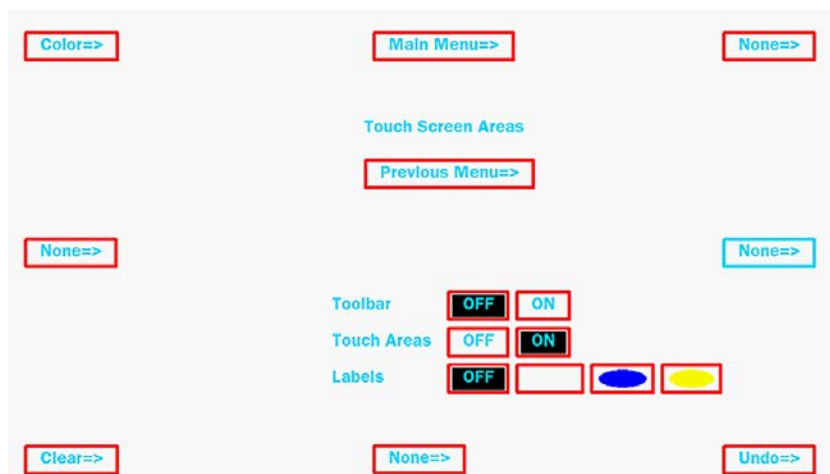 Color=> Main Menu=> None=>
Touch Screen Areas
Previous Menu=>
None=> None=>
Toolbar OFF ON
Touch Areas OFF ON
Labels OFF
Clear=> None=> Undo=>